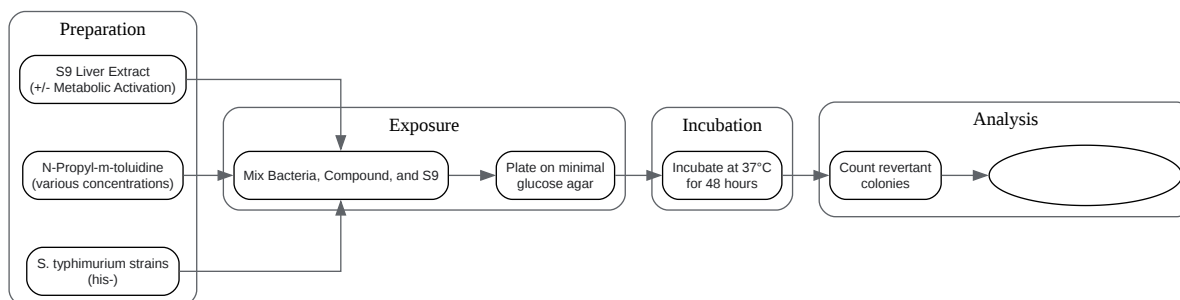 Preparation
S9 Liver Extract
(+/- Metabolic Activation)
N-Propyl-m-toluidine
(various concentrations)
S. typhimurium strains
(his-)
Exposure
Mix Bacteria, Compound, and S9
Plate on minimal
glucose agar
Incubation
Incubate at 37°C
for 48 hours
Analysis
Count revertant
colonies